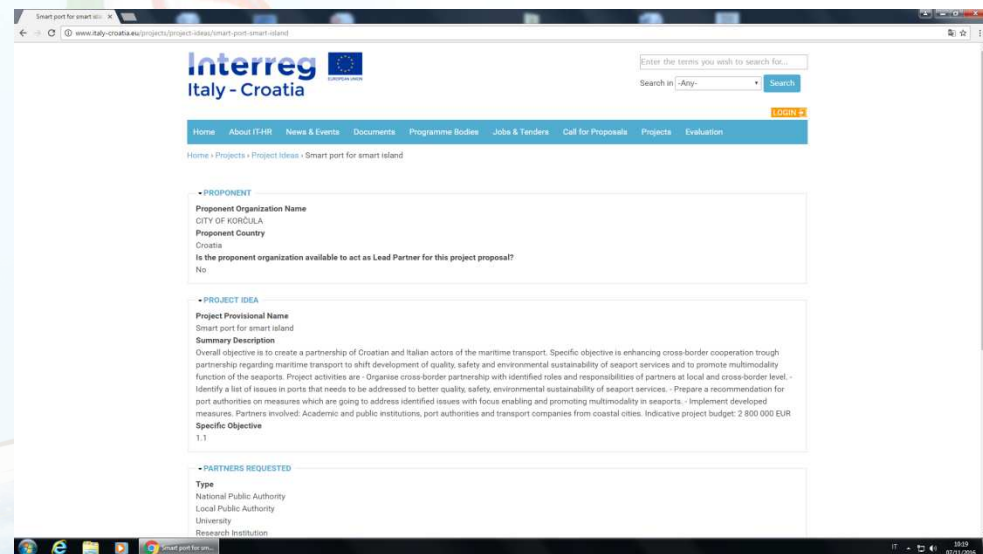 Smart port for smart isla
www.italy-croatia.eu/projects/project-ideas/smart-port-smart-island
Interreg
EUROPEAN UNION
Italy - Croatia
Enter the terms you wish to search for...
Search in -Any- Search
LOGIN
Home About IT-HR News & Events Documents Programme Bodies Jobs & Tenders Call for Proposals Projects Evaluation
Home › Projects › Project Ideas › Smart port for smart island
PROPONENT
Proponent Organization Name
CITY OF KORČULA
Proponent Country
Croatia
Is the proponent organization available to act as Lead Partner for this project proposal?
No
PROJECT IDEA
Project Provisional Name
Smart port for smart island
Summary Description
Overall objective is to create a partnership of Croatian and Italian actors of the maritime transport. Specific objective is enhancing cross-border cooperation trough
partnership regarding maritime transport to shift development of quality, safety and environmental sustainability of seaport services and to promote multimodality
function of the seaports. Project activities are - Organise cross-border partnership with identified roles and responsibilities of partners at local and cross-border level. -
Identify a list of issues in ports that needs to be addressed to better quality, safety, environmental sustainability of seaport services. - Prepare a recommendation for
port authorities on measures which are going to address identified issues with focus enabling and promoting multimodality in seaports. - Implement developed
measures. Partners involved: Academic and public institutions, port authorities and transport companies from coastal cities. Indicative project budget: 2 800 000 EUR
Specific Objective
1.1
PARTNERS REQUESTED
Type
National Public Authority
Local Public Authority
University
Research Institution
Smart port for sm...
IT
10:19
07/11/2016